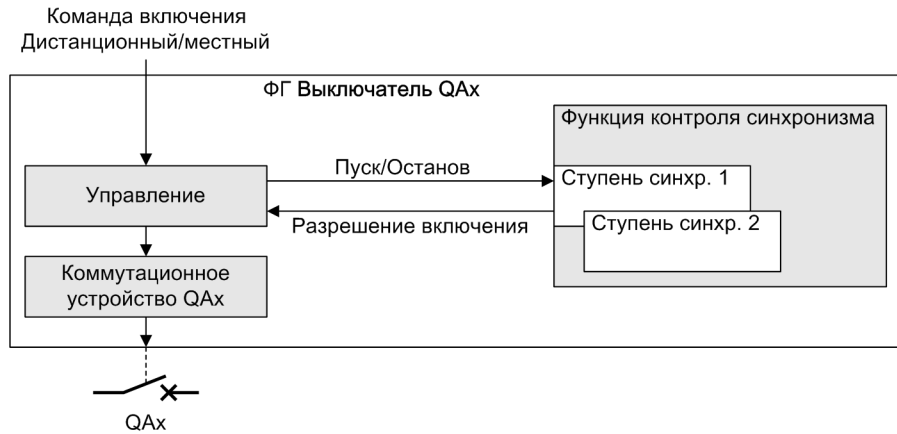 Команда включения
Дистанционный/местный
ФГ Выключатель QAx
Функция контроля синхронизма
Пуск/Останов
Ступень синхр. 1
Управление
Разрешение включения
Ступень синхр. 2
Коммутационное
устройство QAx
QAx